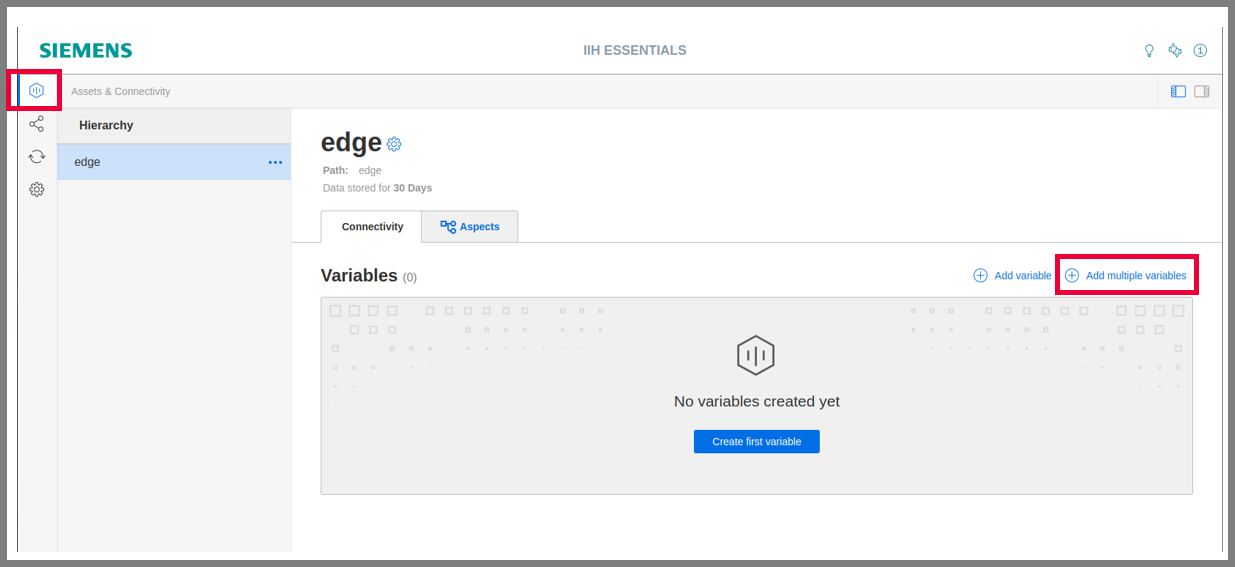 SIEMENS
IIH ESSENTIALS
Assets & Connectivity
Hierarchy
edge
edge
Path: edge
Data stored for 30 Days
Connectivity
Aspects
Variables (0)
Add variable
Add multiple variables
No variables created yet
Create first variable